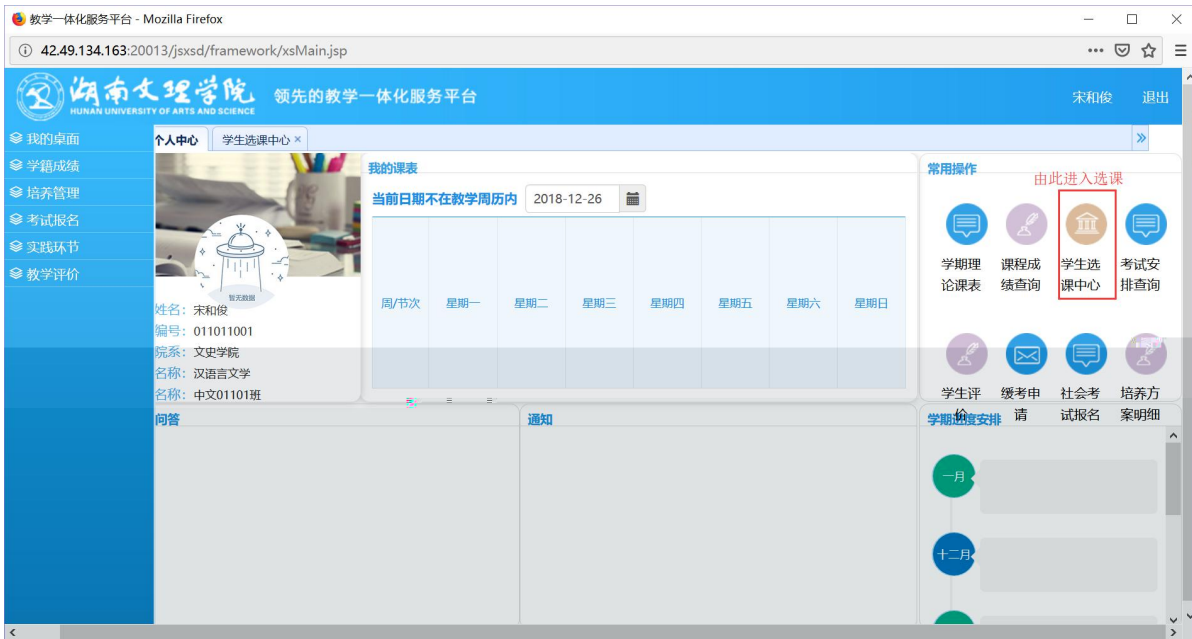 教学一体化服务平台 - Mozilla Firefox
42.49.134.163:20013/jsxsd/framework/xsMain.jsp
湖南文理学院
HUNAN UNIVERSITY OF ARTS AND SCIENCE
领先的教学一体化服务平台
宋和俊 退出
我的桌面
学籍成绩
培养管理
考试报名
实践环节
教学评价
个人中心 学生选课中心 ×
暂无数据
姓名：宋和俊
编号：011011001
院系：文史学院
名称：汉语言文学
名称：中文01101班
我的课表
当前日期不在教学周历内 2018-12-26
周/节次 星期一 星期二 星期三 星期四 星期五 星期六 星期日
常用操作
由此进入选课
学期理论课表
课程成绩查询
学生选课中心
考试安排查询
学生评价
缓考申请
社会考试报名
培养方案明细
问答
通知
学期进度安排
一月
十二月